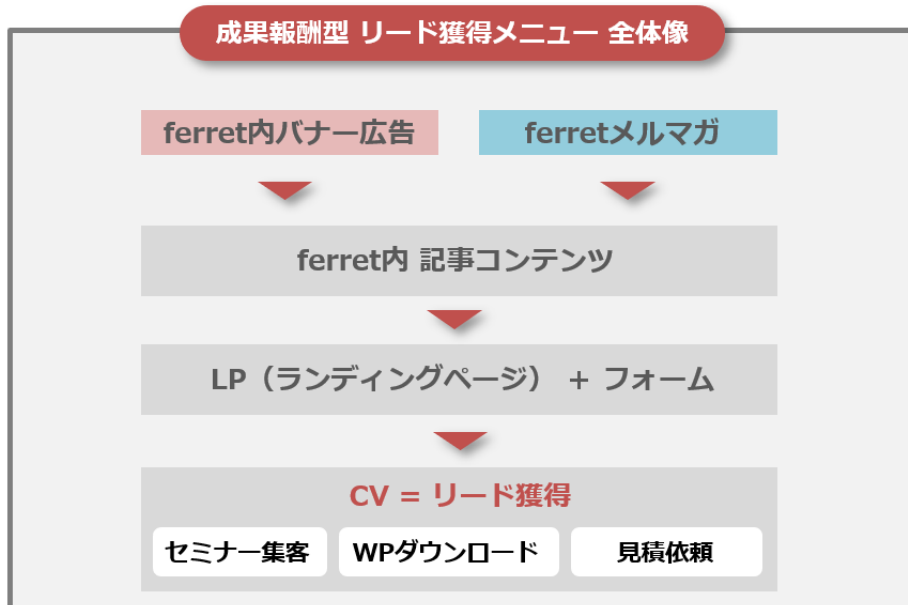 成果報酬型 リード獲得メニュー 全体像
ferret内バナー広告
ferretメルマガ
ferret内 記事コンテンツ
LP（ランディングページ） + フォーム
CV = リード獲得
セミナー集客
WPダウンロード
見積依頼